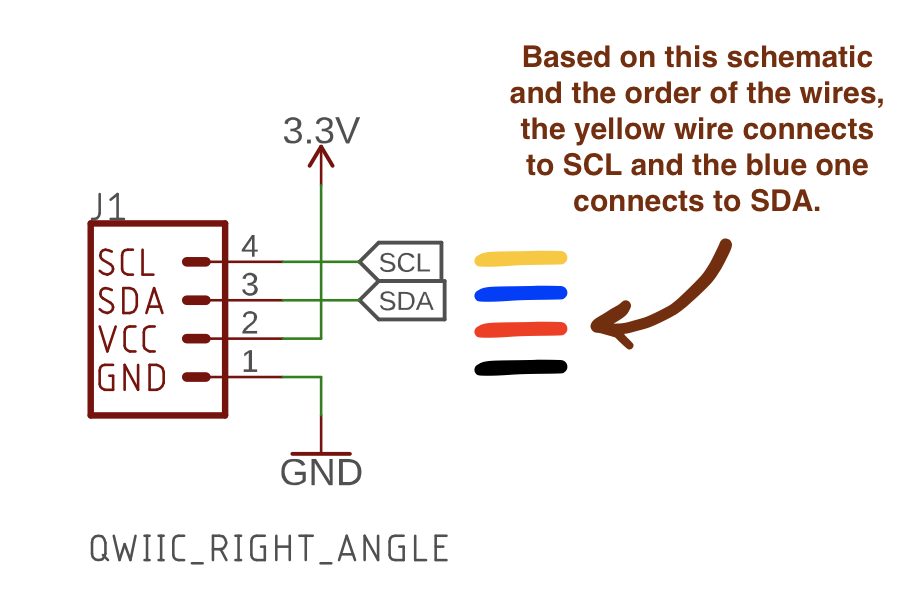 Based on this schematic
and the order of the wires,
the yellow wire connects
to SCL and the blue one
connects to SDA.
3.3V
J1
SCL 4 SCL
SDA 3 SDA
VCC 2
GND 1
GND
QWIIC_RIGHT_ANGLE